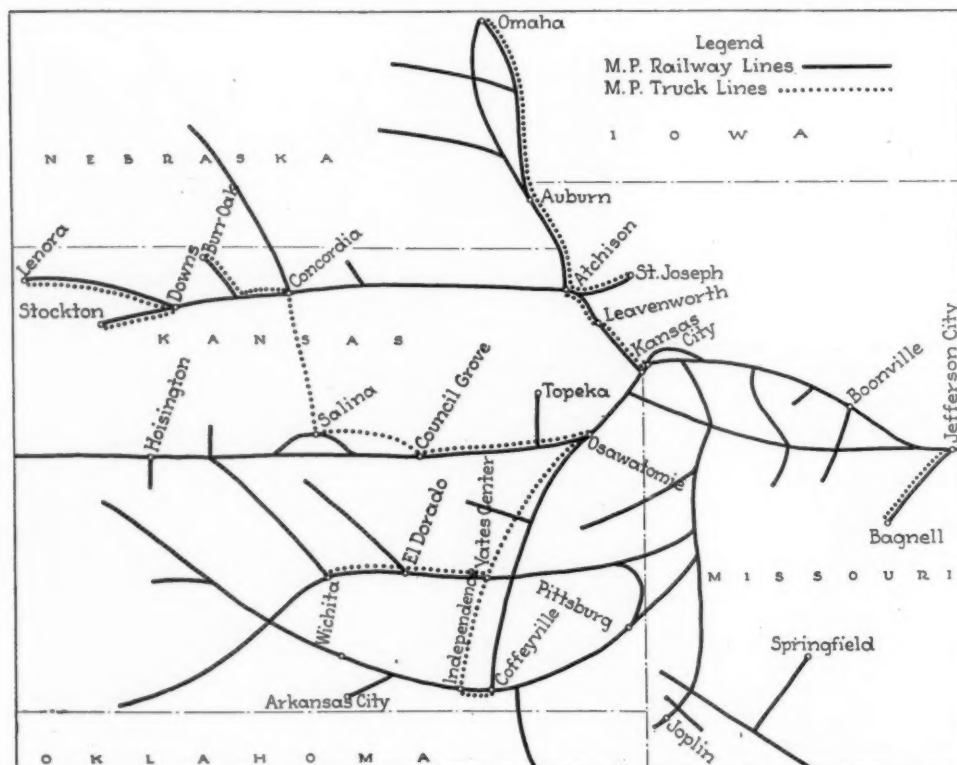 Omaha
Legend
M.P. Railway Lines
M.P. Truck Lines
IOWA
NEBRASKA
Auburn
Lenora
Burr Oak
Downs
Concordia
Atchison
St. Joseph
Stockton
Leavenworth
KANSAS
Kansas City
Hoisington
Salina
Council Grove
Topeka
Boonville
Jefferson City
Osawatomie
El Dorado
Yates Center
Bagnell
MISSOURI
Wichita
Independence
Coffeyville
Pittsburg
Springfield
Arkansas City
Joplin
OKLAHOMA